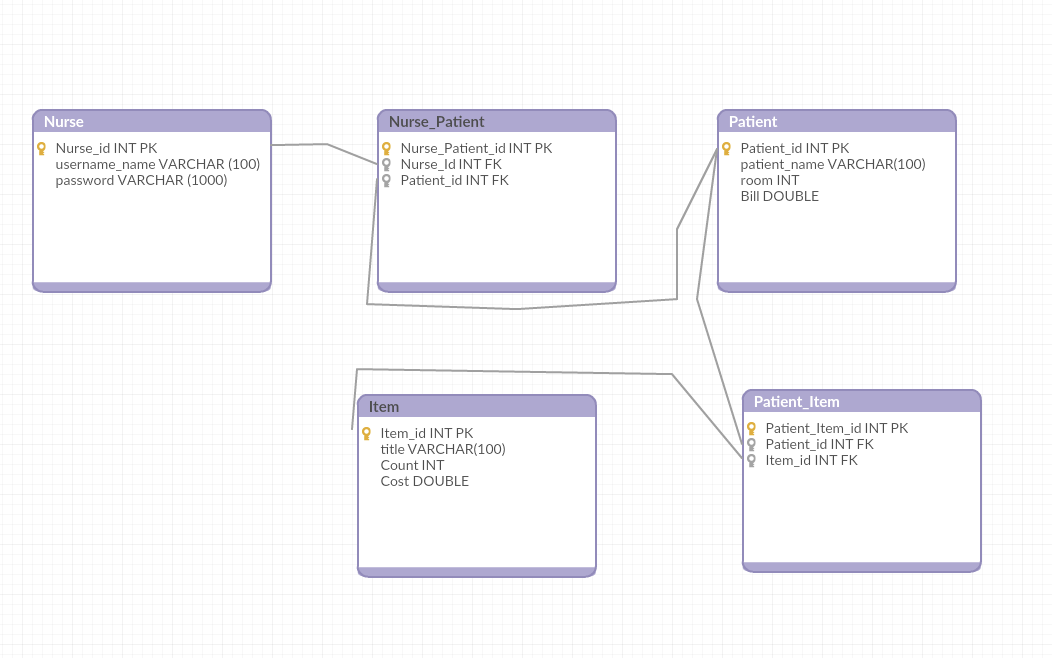 Nurse
Nurse_id INT PK
username_name VARCHAR (100)
password VARCHAR (1000)
Nurse_Patient
Nurse_Patient_id INT PK
Nurse_Id INT FK
Patient_id INT FK
Patient
Patient_id INT PK
patient_name VARCHAR(100)
room INT
Bill DOUBLE
Item
Item_id INT PK
title VARCHAR(100)
Count INT
Cost DOUBLE
Patient_Item
Patient_Item_id INT PK
Patient_id INT FK
Item_id INT FK